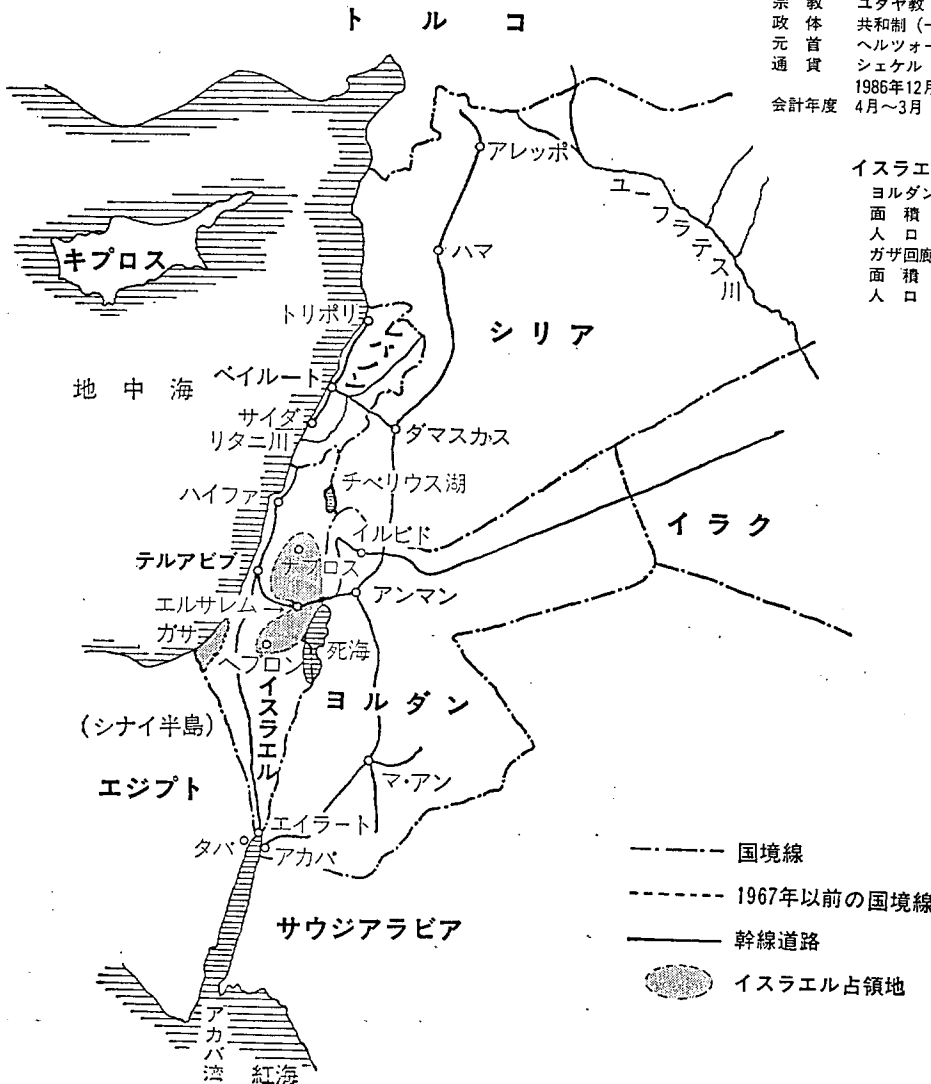 トルコ
宗教 ユダヤ教
政体 共和制(一
元首 ヘルツォー
通貨 シェケル
1986年12月
会計年度 4月〜3月
イスラエ
ヨルダン
面積
人口
ガザ回廊
面積
人口
アレッポ
ユーフラテス川
ハマ
キプロス
トリポリ
シリア
レバノン
地中海
ベイルート
サイダ
リタニ川
ダマスカス
チベリウス湖
ハイファ
イルビド
イラク
テルアビブ
ナブロス
アンマン
エルサレム
ガザ
ヘブロン
死海
イスラエル
ヨルダン
(シナイ半島)
エジプト
マ・アン
エイラート
タバ
アカバ
国境線
1967年以前の国境線
幹線道路
イスラエル占領地
サウジアラビア
アカバ湾
紅海